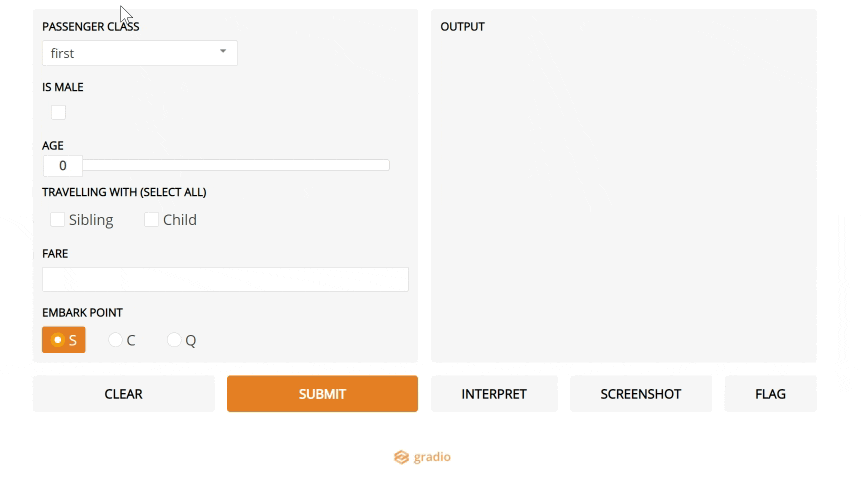 PASSENGER CLASS
first
IS MALE
AGE
0
TRAVELLING WITH (SELECT ALL)
Sibling Child
FARE
EMBARK POINT
S C Q
OUTPUT
CLEAR SUBMIT INTERPRET SCREENSHOT FLAG
gradio